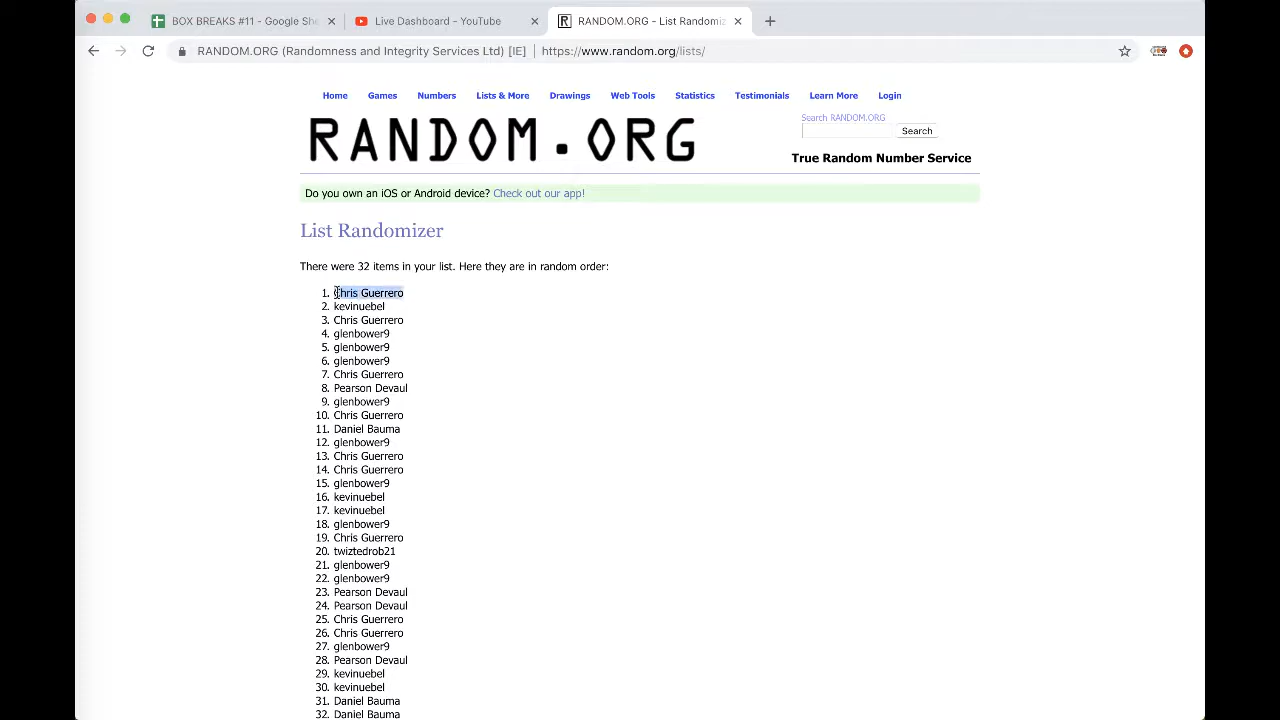 BOX BREAKS #11 - Google She
Live Dashboard - YouTube
RANDOM.ORG - List Randomiz
RANDOM.ORG (Randomness and Integrity Services Ltd) [IE] https://www.random.org/lists/
Home Games Numbers Lists & More Drawings Web Tools Statistics Testimonials Learn More Login
RANDOM.ORG
Search RANDOM.ORG
Search
True Random Number Service
Do you own an iOS or Android device? Check out our app!
List Randomizer
There were 32 items in your list. Here they are in random order:
1. Chris Guerrero
2. kevinuebel
3. Chris Guerrero
4. glenbower9
5. glenbower9
6. glenbower9
7. Chris Guerrero
8. Pearson Devaul
9. glenbower9
10. Chris Guerrero
11. Daniel Bauma
12. glenbower9
13. Chris Guerrero
14. Chris Guerrero
15. glenbower9
16. kevinuebel
17. kevinuebel
18. glenbower9
19. Chris Guerrero
20. twiztedrob21
21. glenbower9
22. glenbower9
23. Pearson Devaul
24. Pearson Devaul
25. Chris Guerrero
26. Chris Guerrero
27. glenbower9
28. Pearson Devaul
29. kevinuebel
30. kevinuebel
31. Daniel Bauma
32. Daniel Bauma